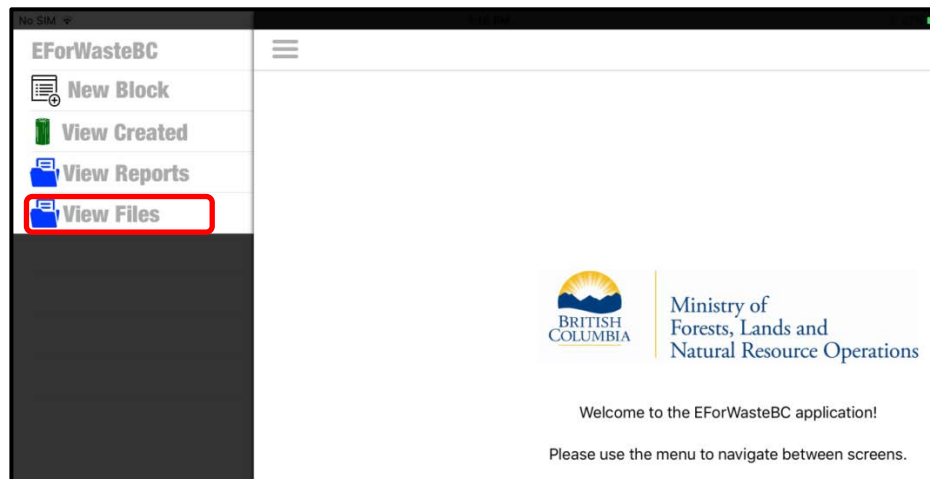 No SIM
EForWasteBC
New Block
View Created
View Reports
View Files
BRITISH
COLUMBIA
Ministry of
Forests, Lands and
Natural Resource Operations
Welcome to the EForWasteBC application!
Please use the menu to navigate between screens.